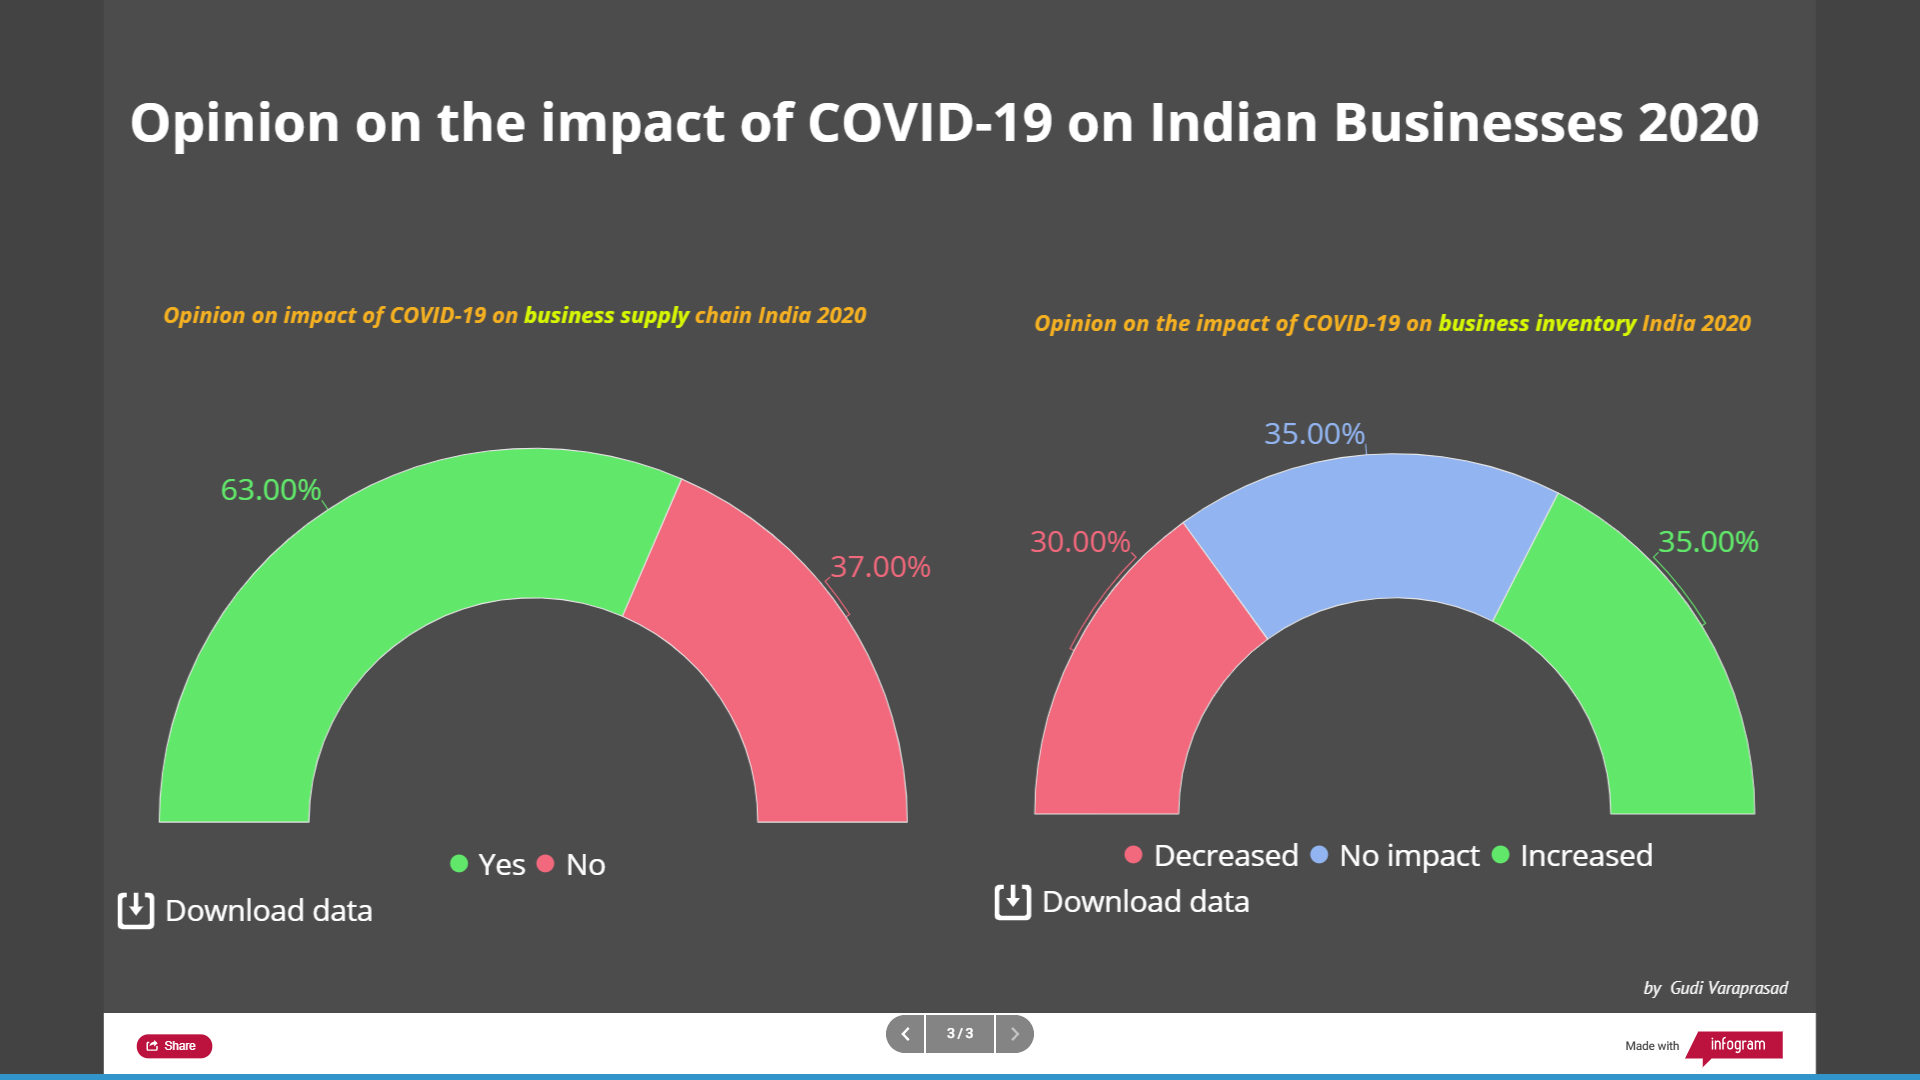 Opinion on the impact of COVID-19 on Indian Businesses 2020
Opinion on impact of COVID-19 on business supply chain India 2020
63.00%
37.00%
Yes No
Download data
Opinion on the impact of COVID-19 on business inventory India 2020
35.00%
30.00%
35.00%
Decreased No impact Increased
Download data
by Gudi Varaprasad
Share
3 / 3
Made with infogram